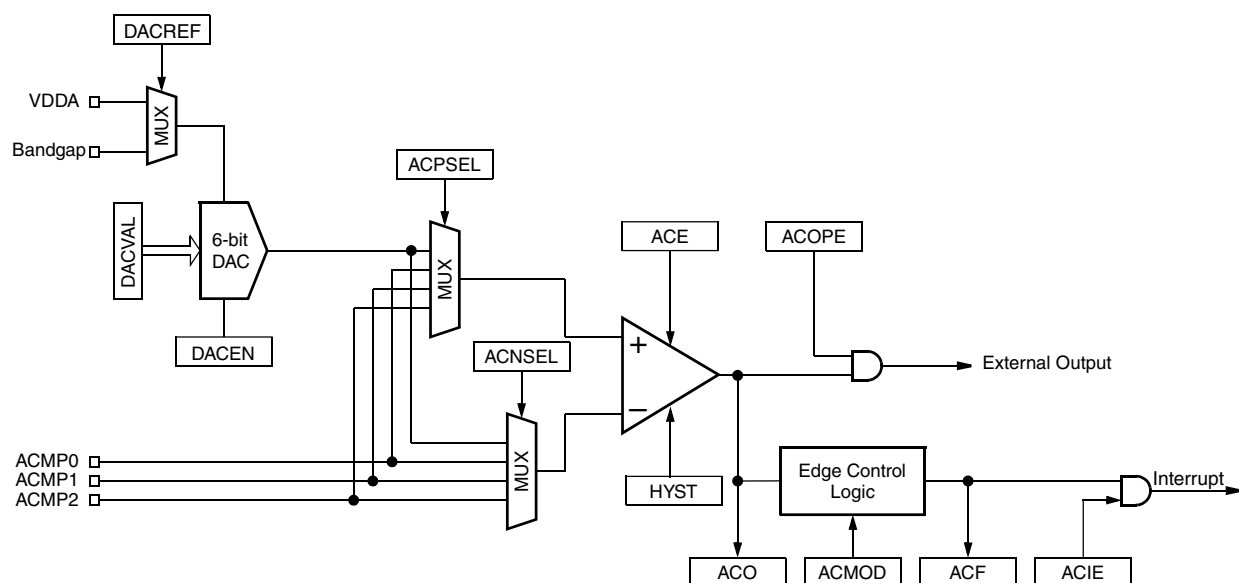 DACREF
VDDA
MUX
Bandgap
ACPSEL
DACVAL
6-bit
DAC
MUX
ACE
ACOPE
DACEN
ACNSEL
+
−
External Output
MUX
ACMP0
ACMP1
ACMP2
HYST
Edge Control
Logic
Interrupt
ACO
ACMOD
ACF
ACIE